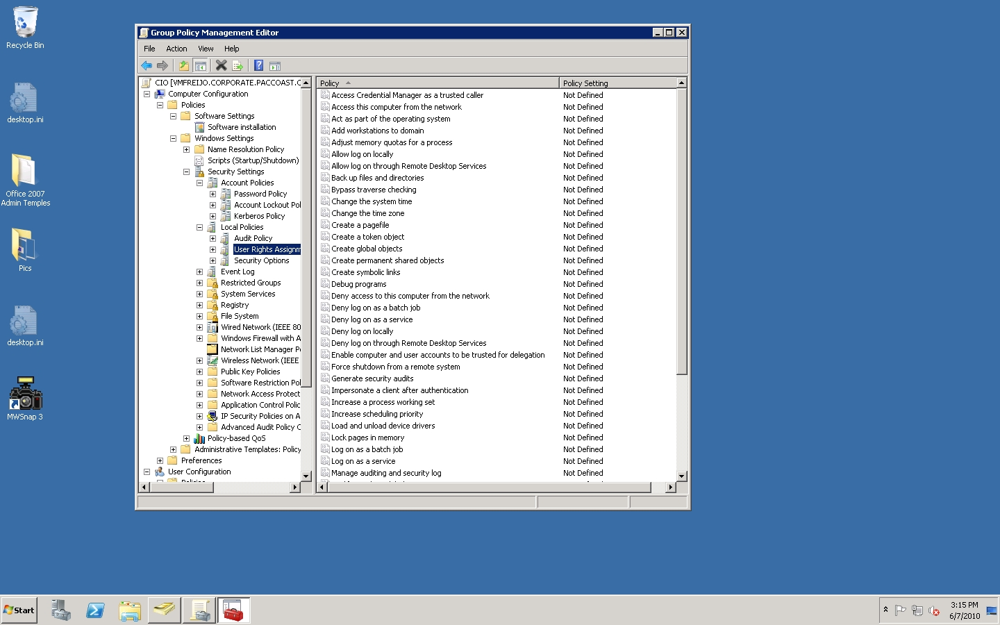 Recycle Bin
desktop.ini
Office 2007
Admin Temples
Pics
desktop.ini
MWSnap 3
Group Policy Management Editor
File Action View Help
CIO [VMFREIJO.CORPORATE.PACCOAST.C
Computer Configuration
Policies
Software Settings
Software installation
Windows Settings
Name Resolution Policy
Scripts (Startup/Shutdown)
Security Settings
Account Policies
Password Policy
Account Lockout Pol
Kerberos Policy
Local Policies
Audit Policy
User Rights Assignm
Security Options
Event Log
Restricted Groups
System Services
Registry
File System
Wired Network (IEEE 80
Windows Firewall with A
Network List Manager Po
Wireless Network (IEEE
Public Key Policies
Software Restriction Pol
Network Access Protect
Application Control Polic
IP Security Policies on A
Advanced Audit Policy C
Policy-based QoS
Administrative Templates: Policy
Preferences
User Configuration
Policies
Policy Policy Setting
Access Credential Manager as a trusted caller Not Defined
Access this computer from the network Not Defined
Act as part of the operating system Not Defined
Add workstations to domain Not Defined
Adjust memory quotas for a process Not Defined
Allow log on locally Not Defined
Allow log on through Remote Desktop Services Not Defined
Back up files and directories Not Defined
Bypass traverse checking Not Defined
Change the system time Not Defined
Change the time zone Not Defined
Create a pagefile Not Defined
Create a token object Not Defined
Create global objects Not Defined
Create permanent shared objects Not Defined
Create symbolic links Not Defined
Debug programs Not Defined
Deny access to this computer from the network Not Defined
Deny log on as a batch job Not Defined
Deny log on as a service Not Defined
Deny log on locally Not Defined
Deny log on through Remote Desktop Services Not Defined
Enable computer and user accounts to be trusted for delegation Not Defined
Force shutdown from a remote system Not Defined
Generate security audits Not Defined
Impersonate a client after authentication Not Defined
Increase a process working set Not Defined
Increase scheduling priority Not Defined
Load and unload device drivers Not Defined
Lock pages in memory Not Defined
Log on as a batch job Not Defined
Log on as a service Not Defined
Manage auditing and security log Not Defined
Start
3:15 PM
6/7/2010